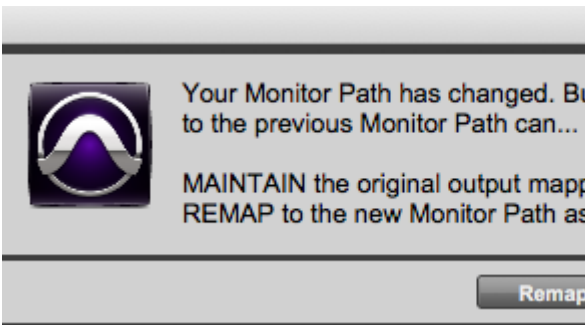 Your Monitor Path has changed. Bu
to the previous Monitor Path can...
MAINTAIN the original output mapp
REMAP to the new Monitor Path as
Remap